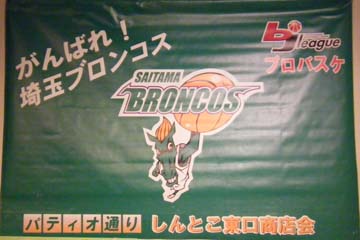 がんばれ！
埼玉ブロンコス
bj league
プロバスケ
SAITAMA
BRONCOS
パティオ通り しんとこ東口商店会